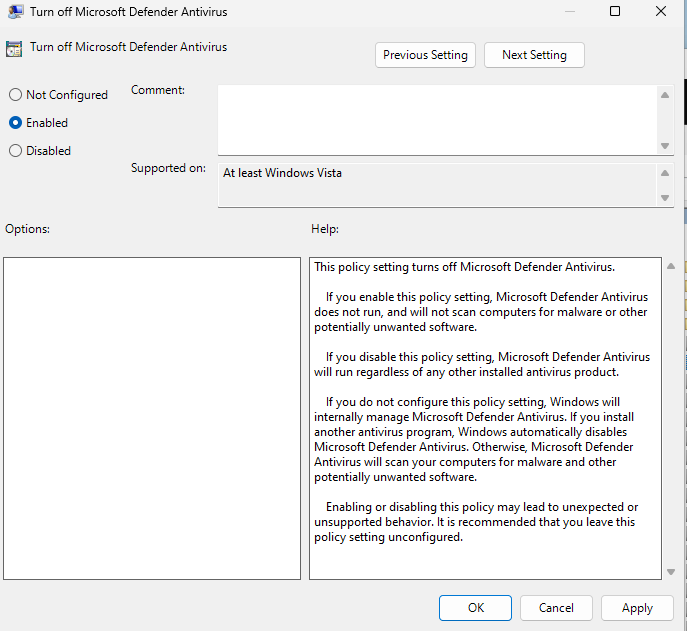 Turn off Microsoft Defender Antivirus
Turn off Microsoft Defender Antivirus
Previous Setting
Next Setting
Not Configured
Comment:
Enabled
Disabled
Supported on:
At least Windows Vista
Options:
Help:
This policy setting turns off Microsoft Defender Antivirus.
If you enable this policy setting, Microsoft Defender Antivirus
does not run, and will not scan computers for malware or other
potentially unwanted software.
If you disable this policy setting, Microsoft Defender Antivirus
will run regardless of any other installed antivirus product.
If you do not configure this policy setting, Windows will
internally manage Microsoft Defender Antivirus. If you install
another antivirus program, Windows automatically disables
Microsoft Defender Antivirus. Otherwise, Microsoft Defender
Antivirus will scan your computers for malware and other
potentially unwanted software.
Enabling or disabling this policy may lead to unexpected or
unsupported behavior. It is recommended that you leave this
policy setting unconfigured.
OK
Cancel
Apply